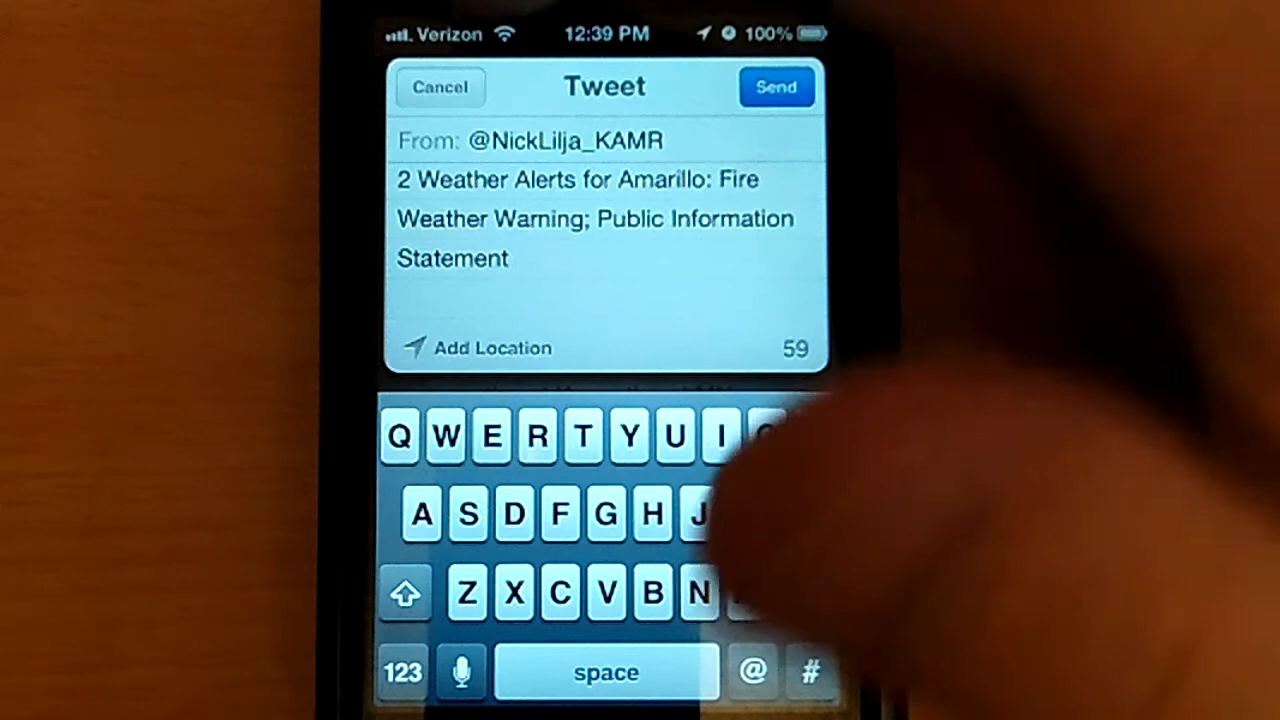 Verizon 12:39 PM 100%
Cancel Tweet Send
From: @NickLilja_KAMR
2 Weather Alerts for Amarillo: Fire
Weather Warning; Public Information
Statement
Add Location 59
Q W E R T Y U I
A S D F G H J
Z X C V B N
123 space @ #